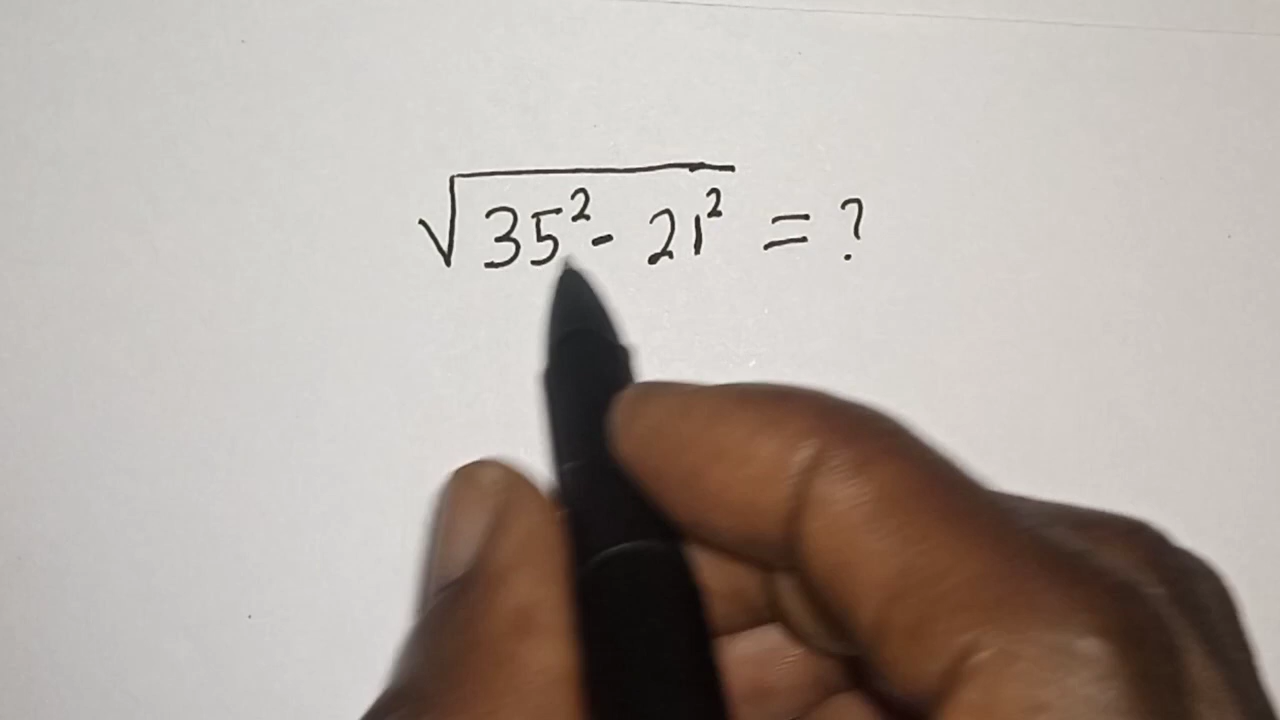 √35² - 21² = ?